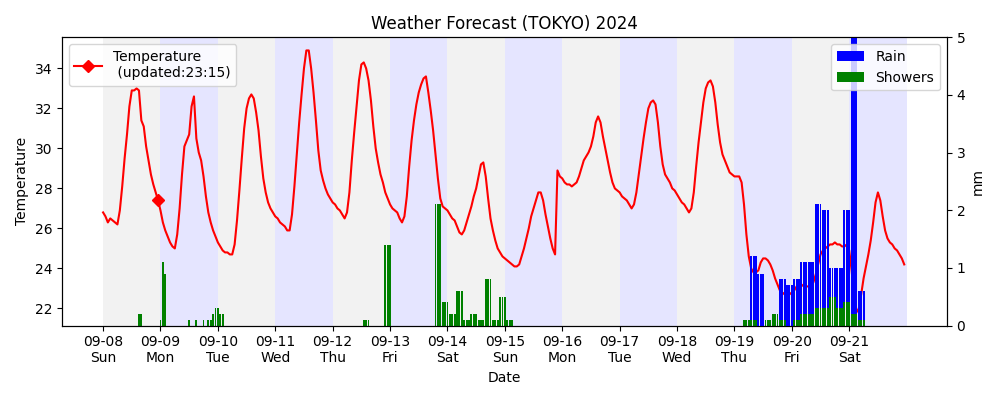 Weather Forecast (TOKYO) 2024
Temperature
(updated:23:15)
Rain
Showers
34
32
30
28
26
24
22
Temperature
5
4
3
2
1
0
mm
09-08 09-09 09-10 09-11 09-12 09-13 09-14 09-15 09-16 09-17 09-18 09-19 09-20 09-21
Sun Mon Tue Wed Thu Fri Sat Sun Mon Tue Wed Thu Fri Sat
Date